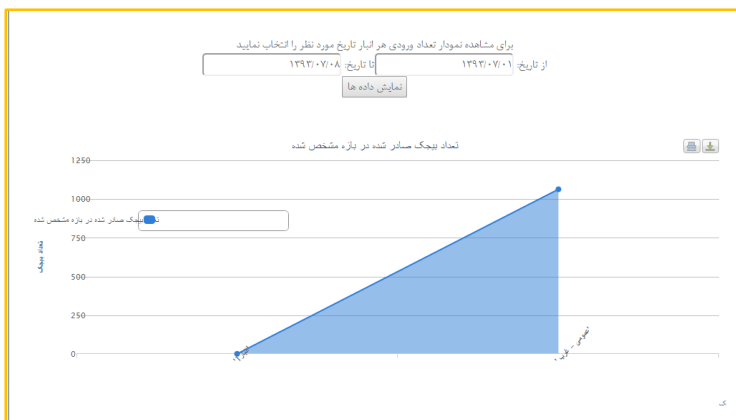 برای مشاهده نمودار تعداد ورودی هر انبار تاریخ مورد نظر را انتخاب نمایید
از تاریخ: ۱۳۹۳/۰۷/۰۱ تا تاریخ: ۱۳۹۳/۰۷/۰۸
نمایش داده ها
تعداد بیجک صادر شده در بازه مشخص شده
1250
1000
تعداد بیجک صادر شده در بازه مشخص شده
750
تعداد بیجک
500
250
0
ک